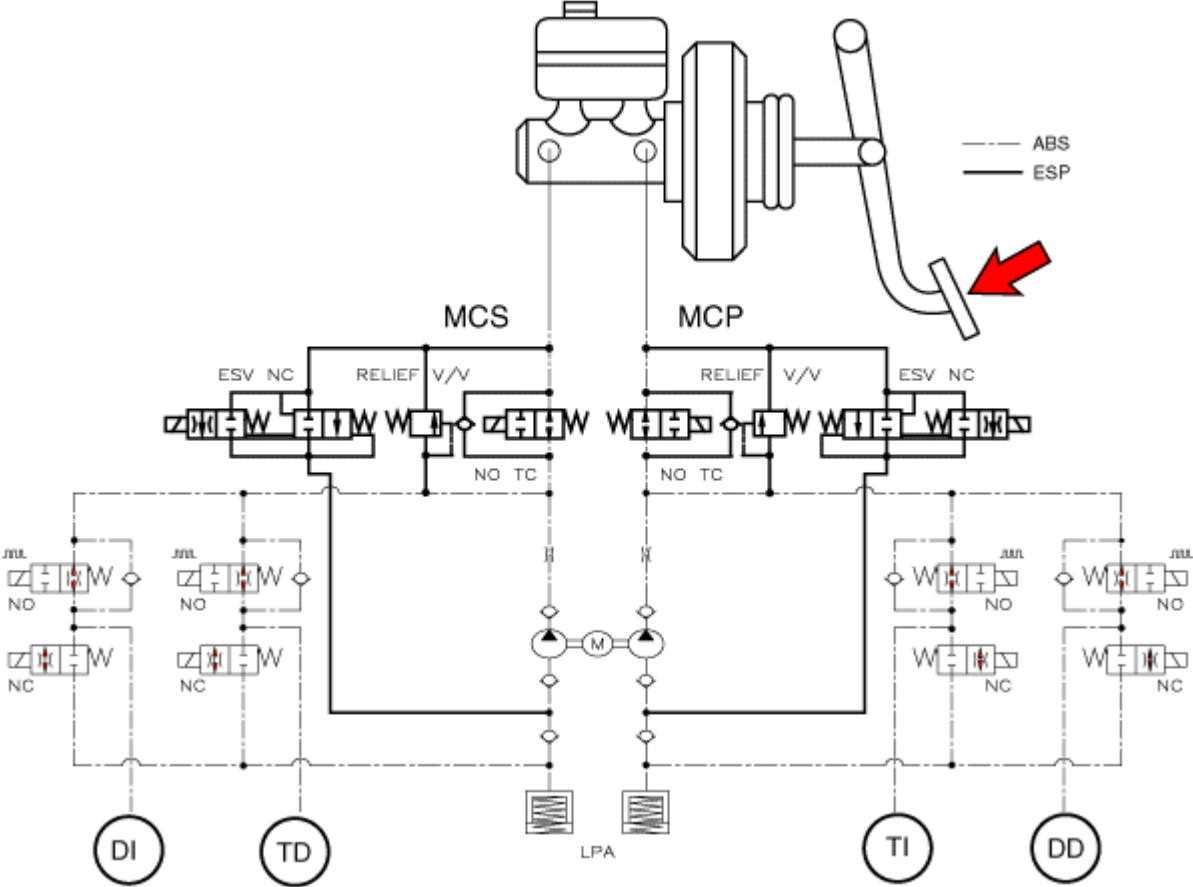 ABS
ESP
MCS MCP
ESV NC RELIEF V/V RELIEF V/V ESV NC
NO TC NO TC
NO NO NO NO
M
NC NC NC NC
LPA
DI TD TI DD